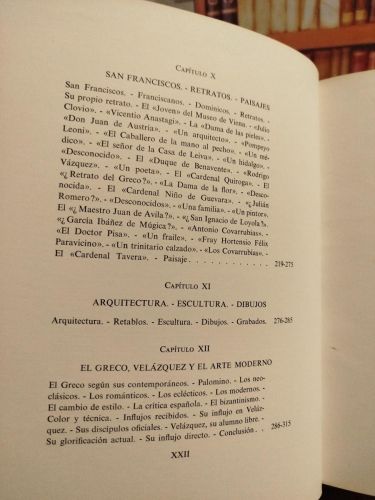 CAPÍTULO X
SAN FRANCISCOS. - RETRATOS. - PAISAJES
San Franciscos. - Franciscanos. - Dominicos. - Retratos. -
Su propio retrato. - El «Joven» del Museo de Viena. - «Julio
Clovio». - «Vicentio Anastagi». - La «Dama de las pieles». -
«Don Juan de Austria». - «Un arquitecto». - «Pompeyo
Leoni». - «El Caballero de la mano al pecho». - «Un mé-
dico». - «El señor de la Casa de Leiva». - «Un hidalgo». -
«Desconocido». - El «Duque de Benavente». - «Rodrigo
Vázquez». - «Un poeta». - El «Cardenal Quiroga». - El
«¿Retrato del Greco?». - «La Dama de la flor». - «Desco-
nocida». - El «Cardenal Niño de Guevara». - «¿Julián
Romero?». - «Desconocidos». - «Una familia». - «Un pintor».
El «¿Maestro Juan de Avila?». - «¿San Ignacio de Loyola?».
«¿García Ibáñez de Múgica?». - «Antonio Covarrubias». -
«El Doctor Pisa». - «Un fraile». - «Fray Hortensio Félix
Paravicino». - «Un trinitario calzado». - «Los Covarrubias». -
El «Cardenal Tavera». - Paisaje . . . . . . . . . . . 219-275
CAPÍTULO XI
ARQUITECTURA. - ESCULTURA. - DIBUJOS
Arquitectura. - Retablos. - Escultura. - Dibujos. - Grabados. 276-285
CAPÍTULO XII
EL GRECO, VELÁZQUEZ Y EL ARTE MODERNO
El Greco según sus contemporáneos. - Palomino. - Los neo-
clásicos. - Los románticos. - Los eclécticos. - Los modernos. -
El cambio de estilo. - La crítica española. - El bizantinismo. -
Color y técnica. - Influjos recibidos. - Su influjo en Veláz-
quez. - Sus discípulos oficiales. - Velázquez, su alumno libre. -
Su glorificación actual. - Su influjo directo. - Conclusión . . 286-315
XXII